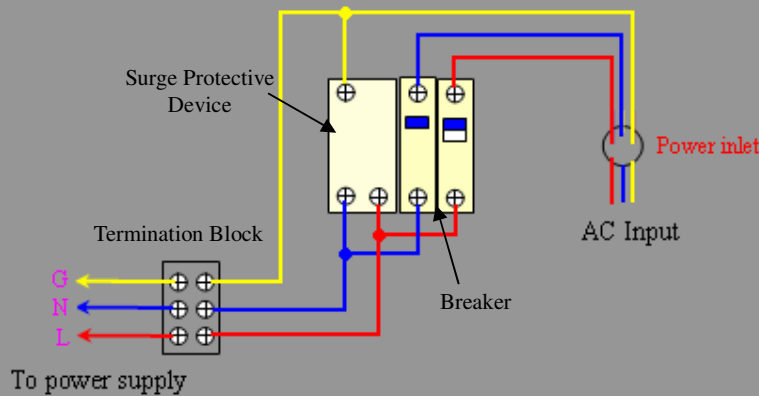 Surge Protective
Device
Power inlet
AC Input
Termination Block
Breaker
G
N
L
To power supply